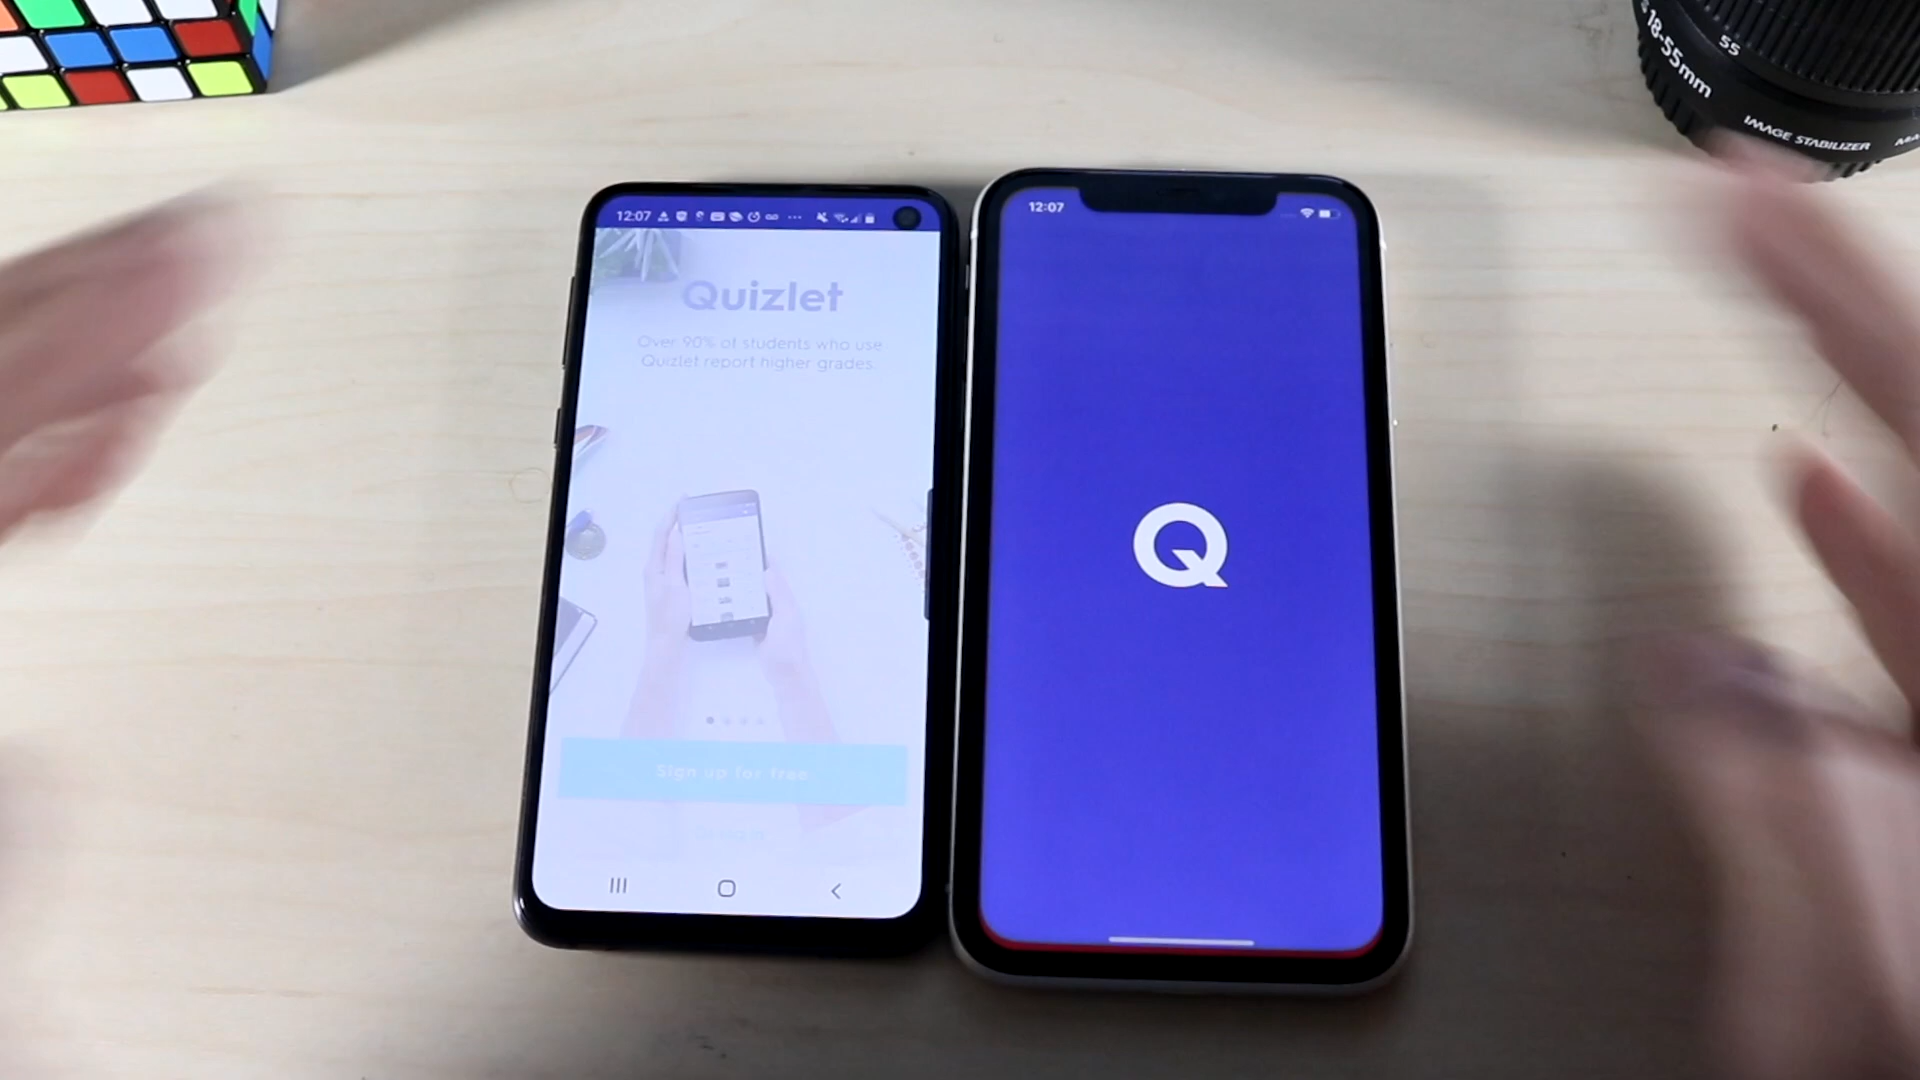 18-55mm
55
IMAGE STABILIZER
12:07
Quizlet
Over 90% of students who use
Quizlet report higher grades.
Sign up for free
12:07
Q